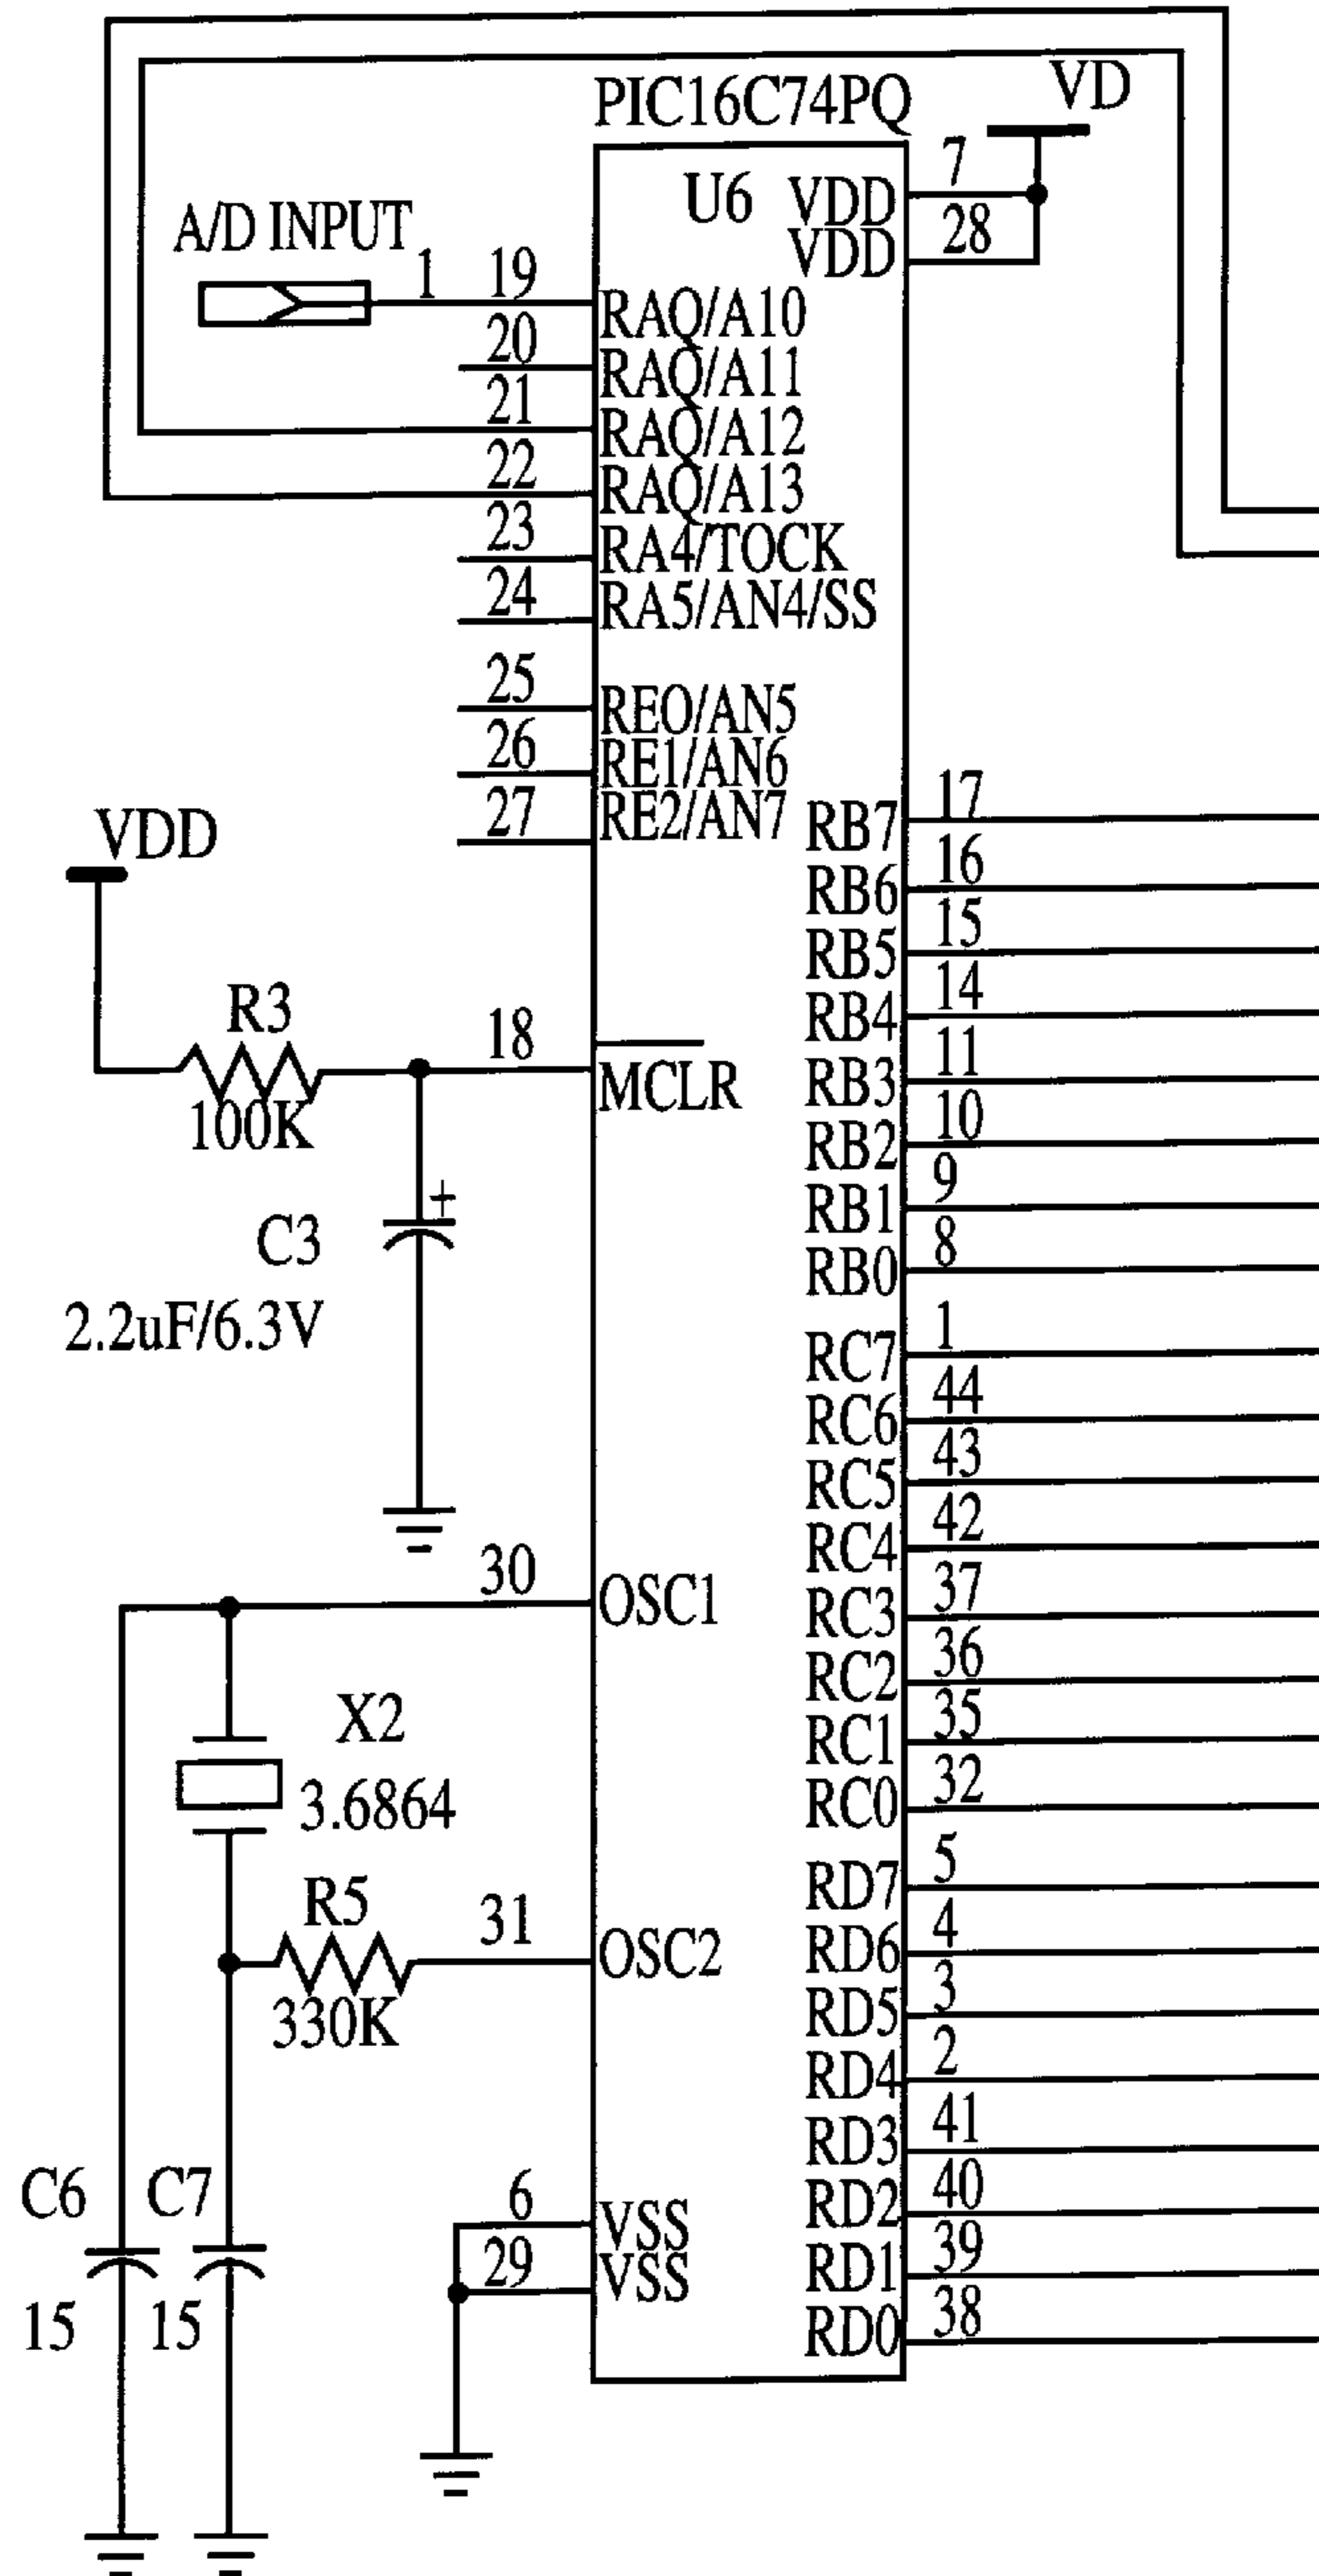 PIC16C74PQ
VD
U6
A/D INPUT
1
19
RAQ/A10
20
RAQ/A11
21
RAQ/A12
22
RAQ/A13
23
RA4/TOCK
24
RA5/AN4/SS
25
REO/AN5
26
RE1/AN6
27
RE2/AN7
VDD
R3
100K
18
MCLR
+
C3
2.2uF/6.3V
30
OSC1
X2
3.6864
R5
330K
31
OSC2
C6
15
C7
15
6
VSS
29
VSS
VDD
7
VDD
28
RB7
17
RB6
16
RB5
15
RB4
14
RB3
11
RB2
10
RB1
9
RB0
8
RC7
1
RC6
44
RC5
43
RC4
42
RC3
37
RC2
36
RC1
35
RC0
32
RD7
5
RD6
4
RD5
3
RD4
2
RD3
41
RD2
40
RD1
39
RD0
38